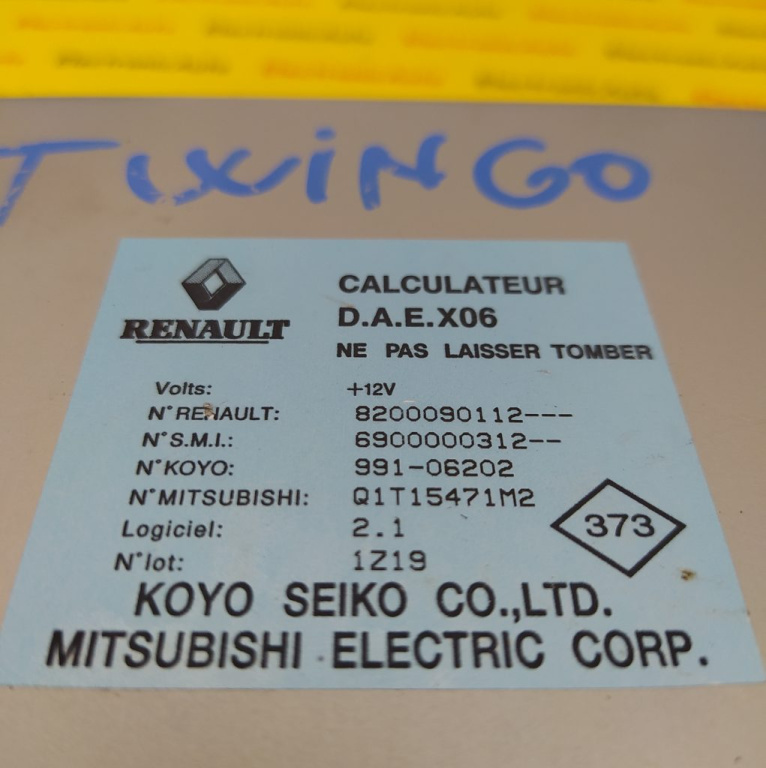 TWiNGO
RENAULT
CALCULATEUR
D.A.E.X06
NE PAS LAISSER TOMBER
Volts: +12V
N°RENAULT: 8200090112---
N°S.M.I.: 6900000312--
N°KOYO: 991-06202
N°MITSUBISHI: Q1T15471M2
Logiciel: 2.1
N°lot: 1Z19
373
KOYO SEIKO CO.,LTD.
MITSUBISHI ELECTRIC CORP.